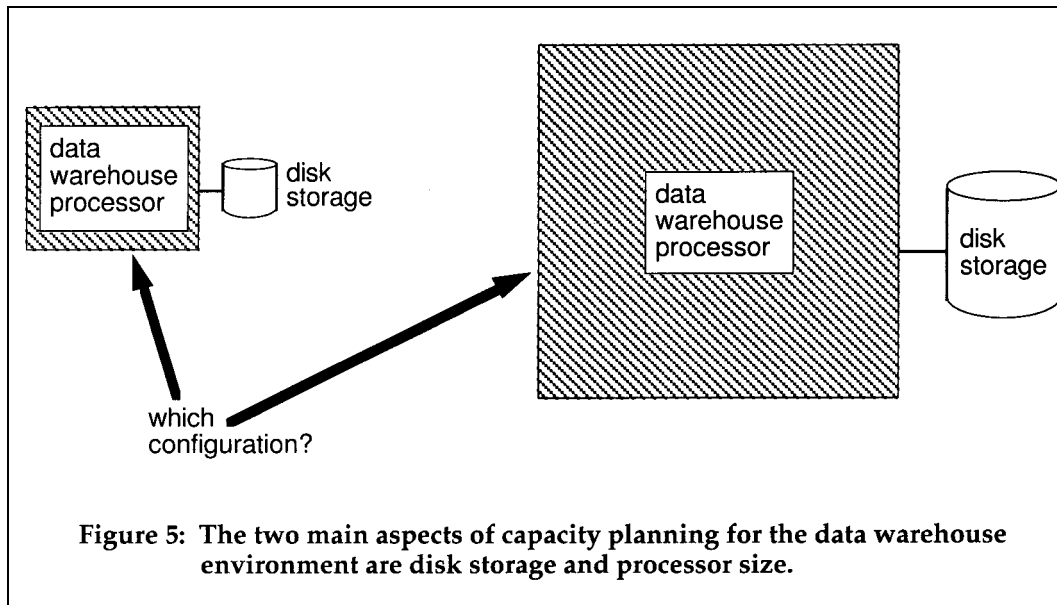 data
warehouse
processor
disk
storage
data
warehouse
processor
disk
storage
which
configuration?
Figure 5: The two main aspects of capacity planning for the data warehouse
environment are disk storage and processor size.